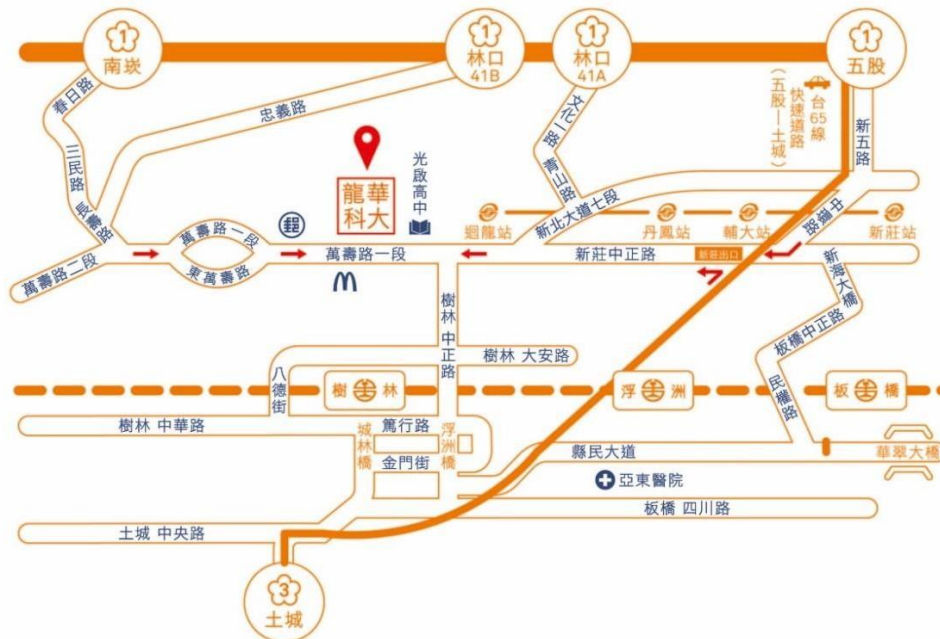 1
南崁
1
林口
41B
1
林口
41A
1
五股
春日路
忠義路
文化一路
台65線
快速道路
(五股—土城)
新五路
三民路
龍華
科大
光啟高中
青山路
長壽路
郵
迴龍站
新北大道七段
丹鳳站
輔大站
中環路
新莊站
萬壽路一段
萬壽路一段
新莊中正路
新莊出口
萬壽路二段
東萬壽路
新海大橋
樹林 中正路
板橋中正路
樹林 大安路
八德街
樹林
浮洲
板橋
民權路
樹林 中華路
城林橋
篤行路
浮洲橋
金門街
縣民大道
華翠大橋
亞東醫院
板橋 四川路
土城 中央路
3
土城